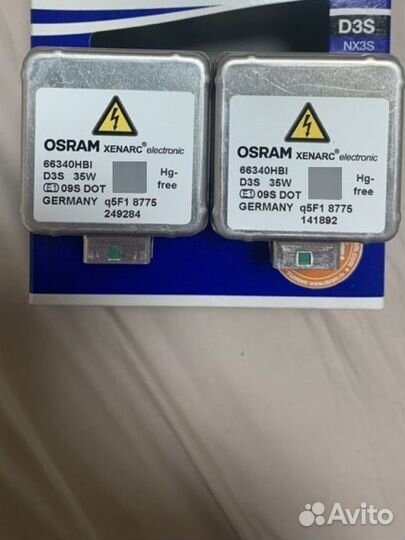 D3S
NX3S
OSRAM XENARC® electronic
66340HBI
D3S 35W
Hg-free
E1 09S DOT
GERMANY q5F1 8775
249284
OSRAM XENARC® electronic
66340HBI
D3S 35W
Hg-free
E1 09S DOT
GERMANY q5F1 8775
141892
Avito